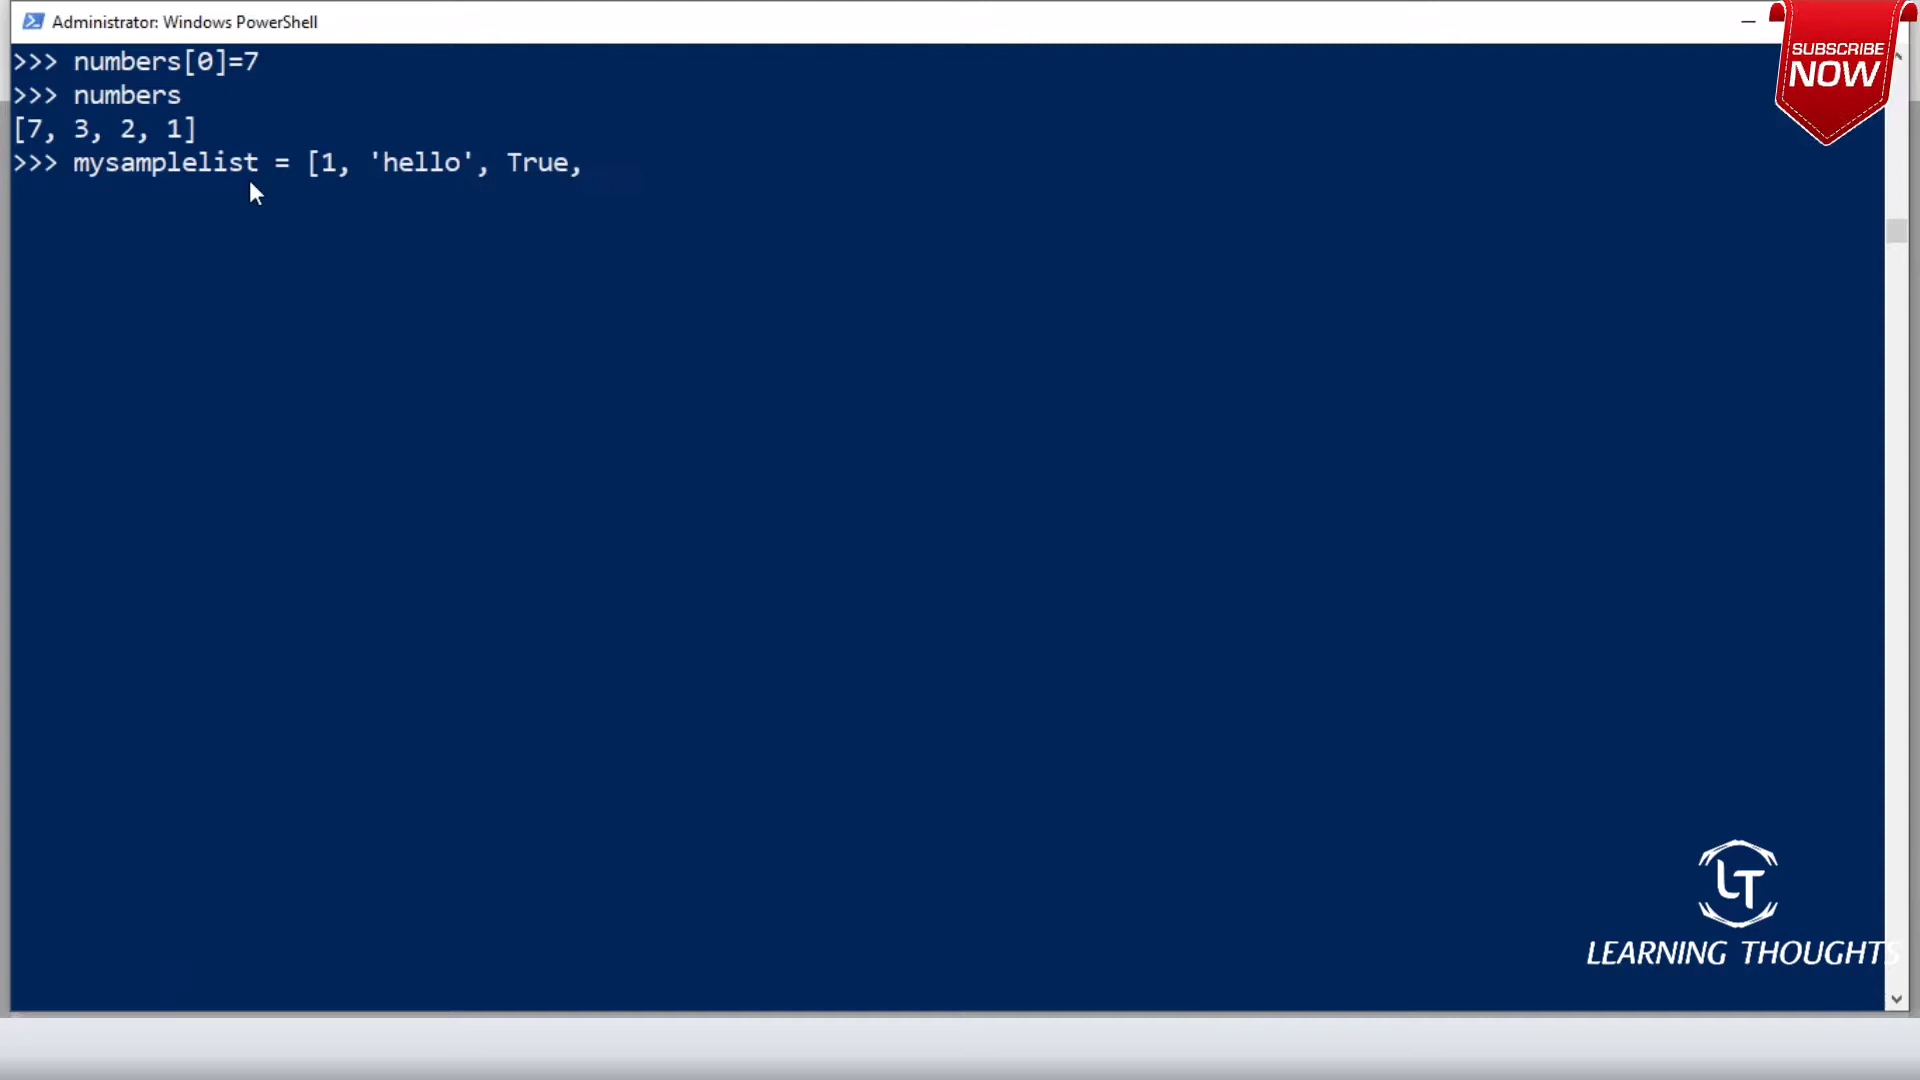 Administrator: Windows PowerShell
SUBSCRIBE
NOW
>>> numbers[0]=7
>>> numbers
[7, 3, 2, 1]
>>> mysamplelist = [1, 'hello', True,
LT
LEARNING THOUGHTS